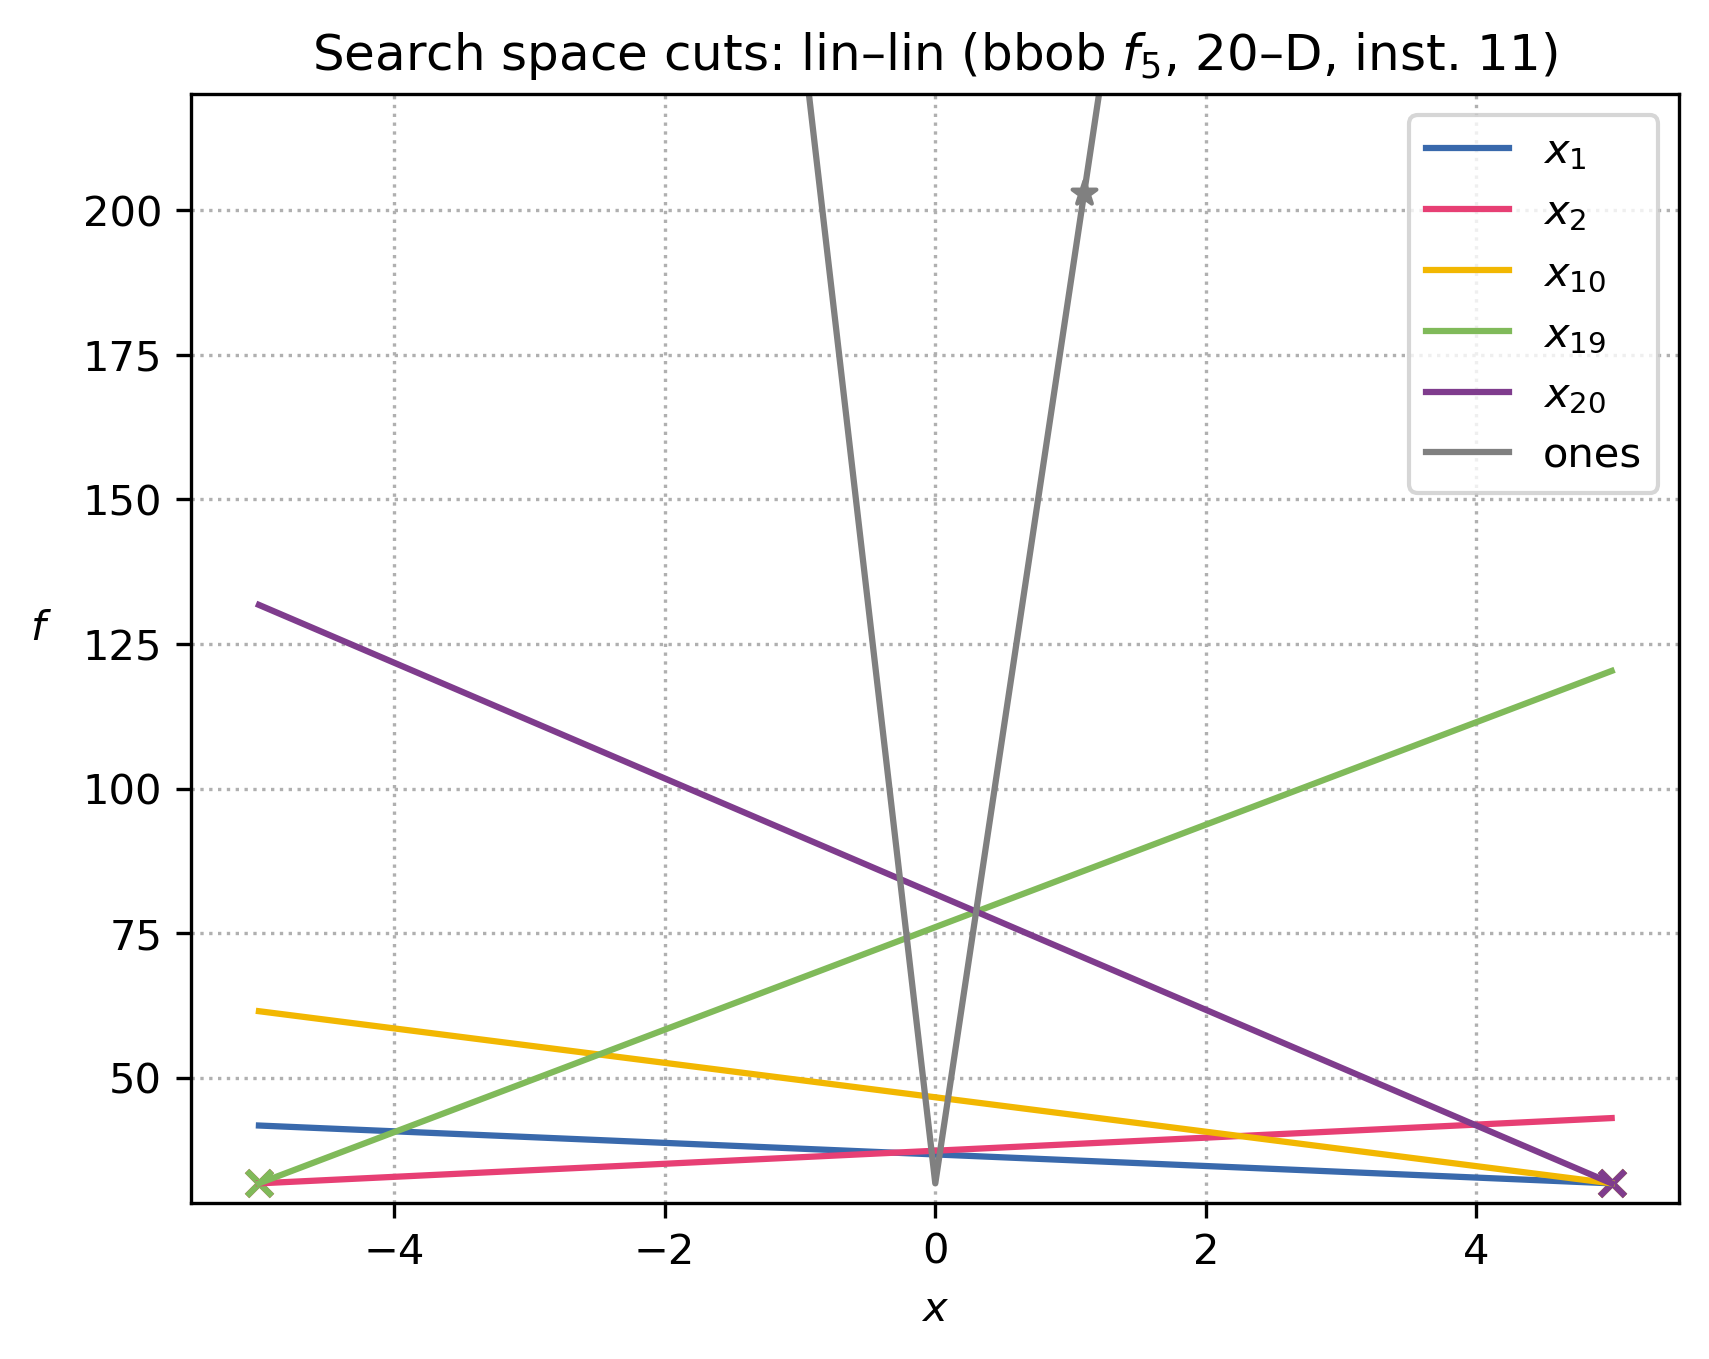 Search space cuts: lin–lin (bbob f₅, 20–D, inst. 11)
x₁
x₂
x₁₀
x₁₉
x₂₀
ones
200
175
150
125
100
75
50
f
−4 −2 0 2 4
x